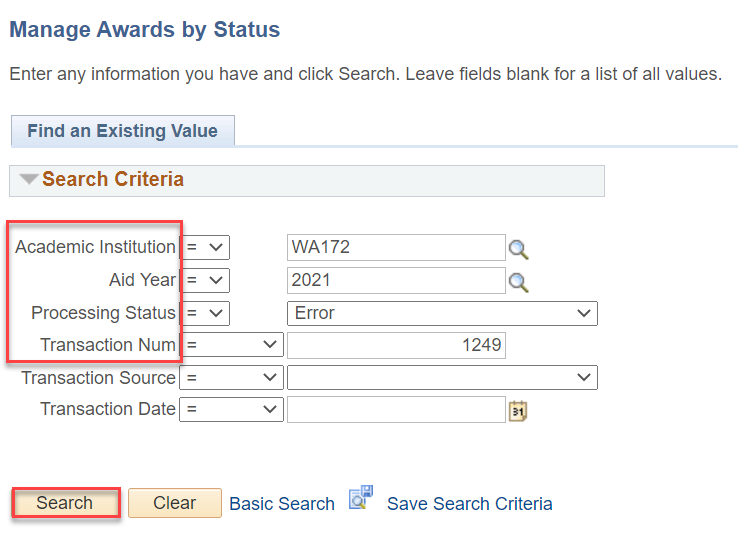 Manage Awards by Status
Enter any information you have and click Search. Leave fields blank for a list of all values.
Find an Existing Value
Search Criteria
Academic Institution = WA172
Aid Year = 2021
Processing Status = Error
Transaction Num = 1249
Transaction Source =
Transaction Date = 31
Search Clear Basic Search Save Search Criteria